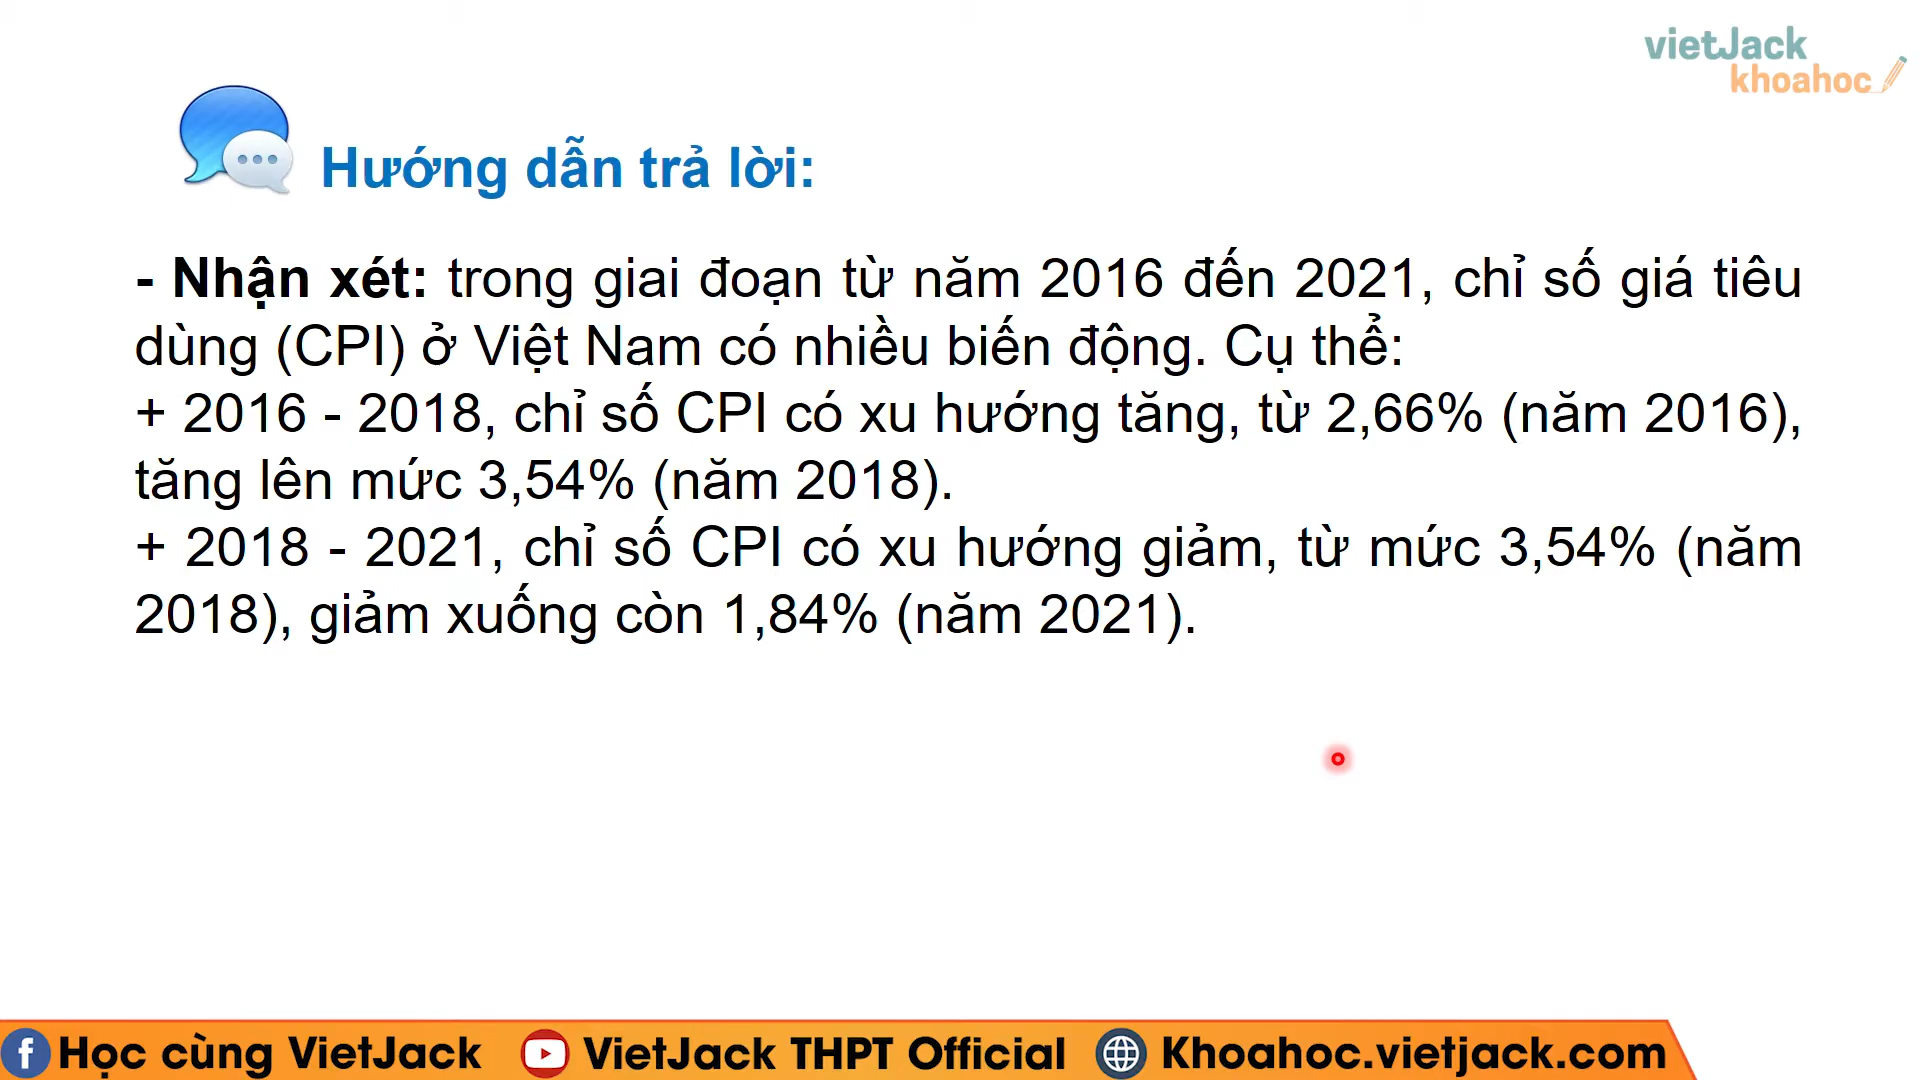 vietJack
khoahoc
Hướng dẫn trả lời:
- Nhận xét: trong giai đoạn từ năm 2016 đến 2021, chỉ số giá tiêu
dùng (CPI) ở Việt Nam có nhiều biến động. Cụ thể:
+ 2016 - 2018, chỉ số CPI có xu hướng tăng, từ 2,66% (năm 2016),
tăng lên mức 3,54% (năm 2018).
+ 2018 - 2021, chỉ số CPI có xu hướng giảm, từ mức 3,54% (năm
2018), giảm xuống còn 1,84% (năm 2021).
Học cùng VietJack VietJack THPT Official Khoahoc.vietjack.com